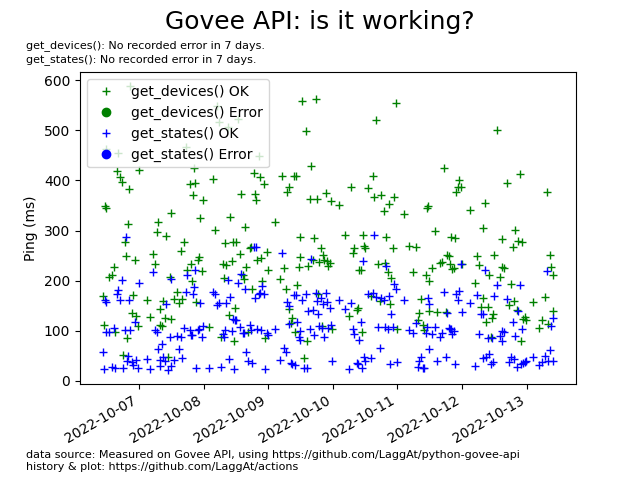 Govee API: is it working?
get_devices(): No recorded error in 7 days.
get_states(): No recorded error in 7 days.
600
500
400
300
200
100
0
Ping (ms)
get_devices() OK
get_devices() Error
get_states() OK
get_states() Error
2022-10-07
2022-10-08
2022-10-09
2022-10-10
2022-10-11
2022-10-12
2022-10-13
data source: Measured on Govee API, using https://github.com/LaggAt/python-govee-api
history & plot: https://github.com/LaggAt/actions